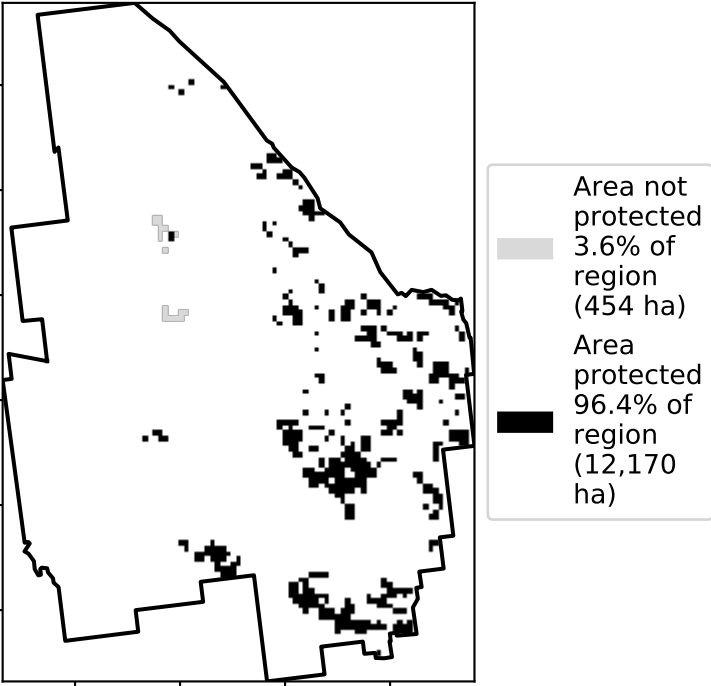 Area not
protected
3.6% of
region
(454 ha)
Area
protected
96.4% of
region
(12,170
ha)